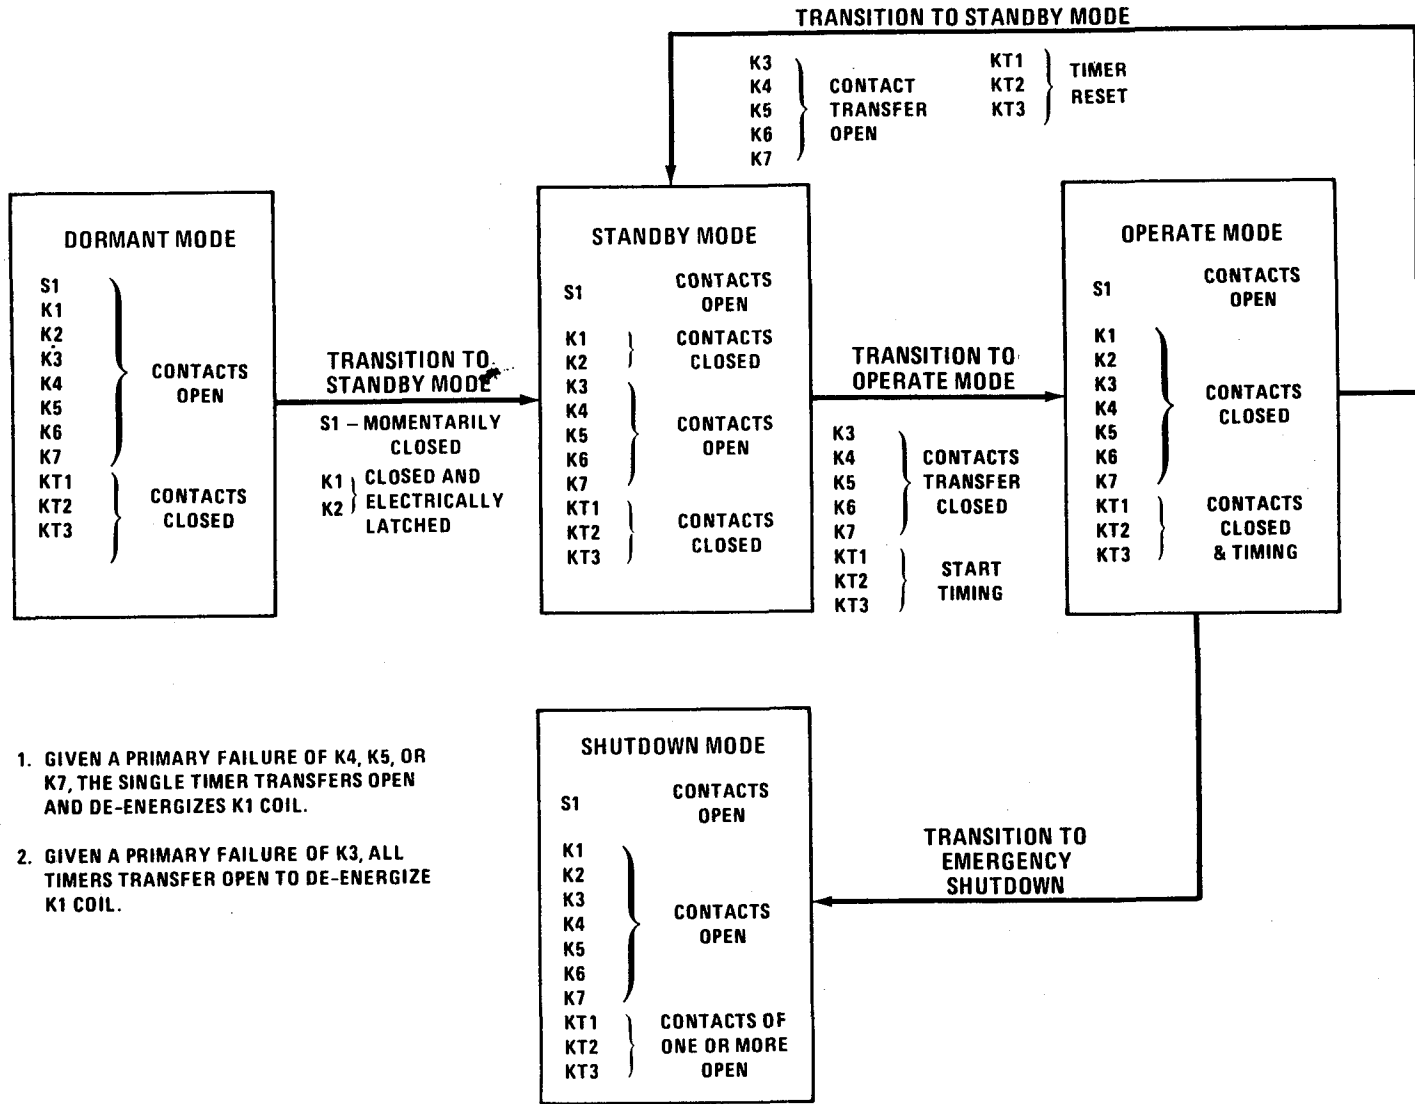 TRANSITION TO STANDBY MODE
K3
K4
K5
K6
K7
CONTACT
TRANSFER
OPEN
KT1
KT2
KT3
TIMER
RESET
DORMANT MODE
S1
K1
K2
K3
K4
K5
K6
K7
CONTACTS
OPEN
KT1
KT2
KT3
CONTACTS
CLOSED
TRANSITION TO
STANDBY MODE
S1 – MOMENTARILY
CLOSED
K1
K2
CLOSED AND
ELECTRICALLY
LATCHED
STANDBY MODE
S1
CONTACTS
OPEN
K1
K2
CONTACTS
CLOSED
K3
K4
K5
K6
K7
CONTACTS
OPEN
KT1
KT2
KT3
CONTACTS
CLOSED
TRANSITION TO
OPERATE MODE
K3
K4
K5
K6
K7
CONTACTS
TRANSFER
CLOSED
KT1
KT2
KT3
START
TIMING
OPERATE MODE
S1
CONTACTS
OPEN
K1
K2
K3
K4
K5
K6
K7
CONTACTS
CLOSED
KT1
KT2
KT3
CONTACTS
CLOSED
& TIMING
1. GIVEN A PRIMARY FAILURE OF K4, K5, OR
K7, THE SINGLE TIMER TRANSFERS OPEN
AND DE-ENERGIZES K1 COIL.
2. GIVEN A PRIMARY FAILURE OF K3, ALL
TIMERS TRANSFER OPEN TO DE-ENERGIZE
K1 COIL.
SHUTDOWN MODE
S1
CONTACTS
OPEN
K1
K2
K3
K4
K5
K6
K7
CONTACTS
OPEN
KT1
KT2
KT3
CONTACTS OF
ONE OR MORE
OPEN
TRANSITION TO
EMERGENCY
SHUTDOWN